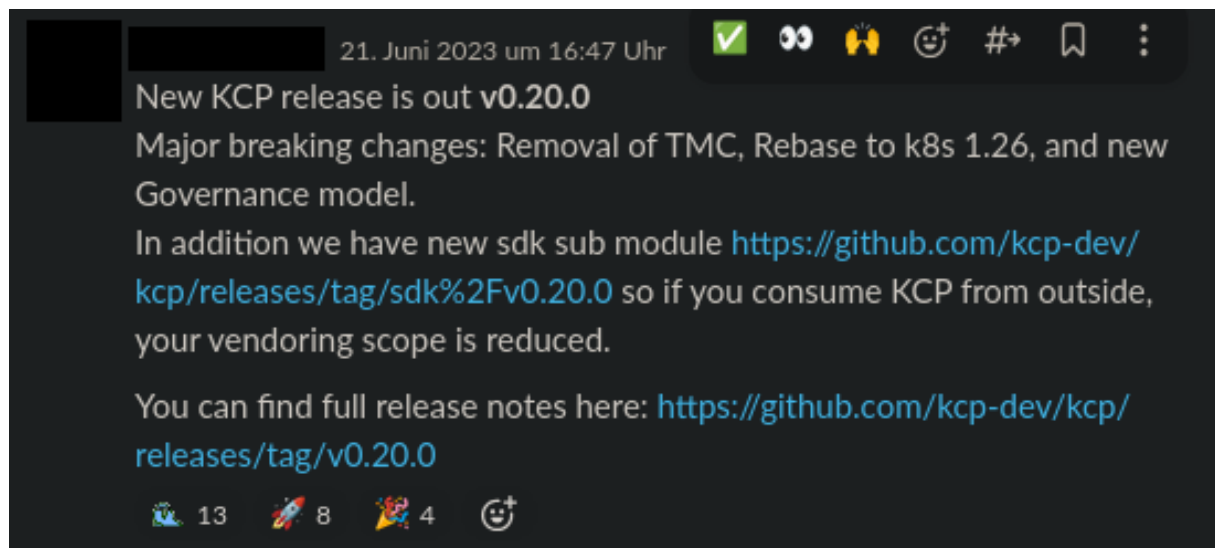 21. Juni 2023 um 16:47 Uhr
New KCP release is out v0.20.0
Major breaking changes: Removal of TMC, Rebase to k8s 1.26, and new
Governance model.
In addition we have new sdk sub module https://github.com/kcp-dev/
kcp/releases/tag/sdk%2Fv0.20.0 so if you consume KCP from outside,
your vendoring scope is reduced.
You can find full release notes here: https://github.com/kcp-dev/kcp/
releases/tag/v0.20.0
13 8 4